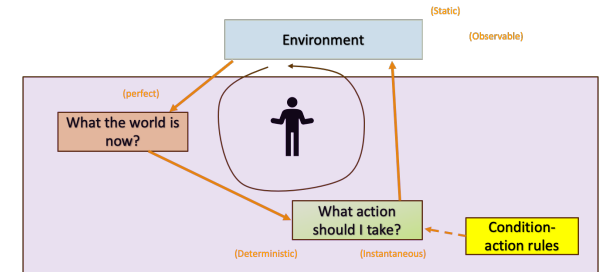 (Static)
Environment
(Observable)
(perfect)
What the world is
now?
What action
should I take?
Condition-
action rules
(Deterministic)
(Instantaneous)